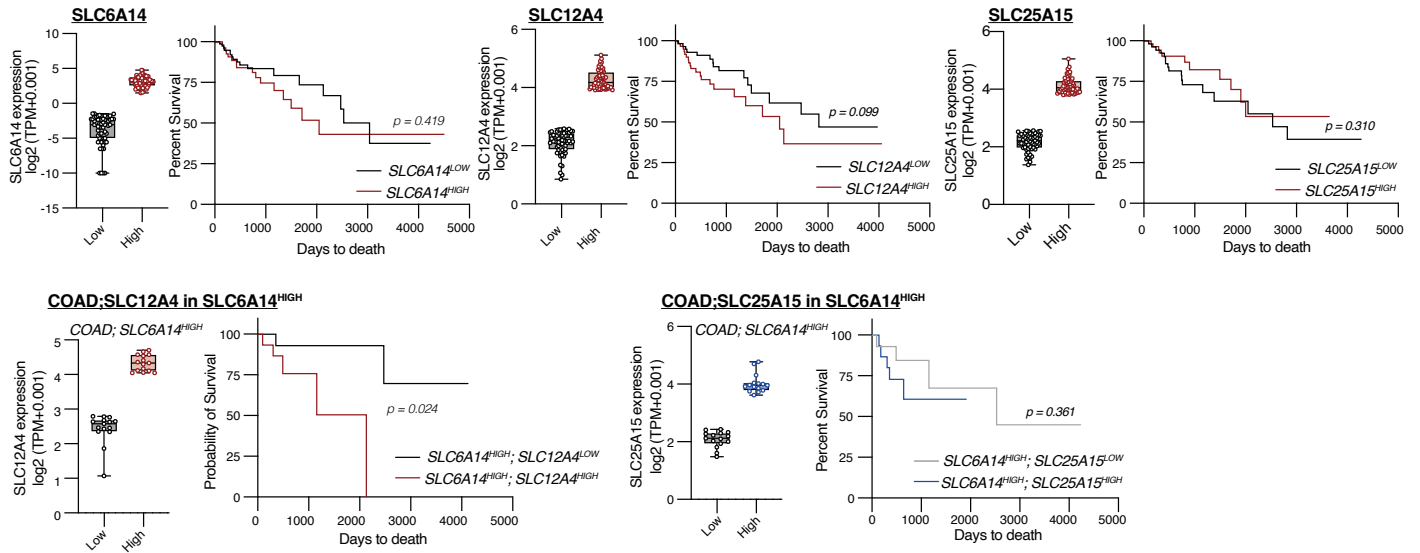 SLC6A14
SLC6A14 expression
log2 (TPM+0.001)
10
5
0
-5
-10
-15
Low
High
Percent Survival
100
75
50
25
0
p = 0.419
SLC6A14LOW
SLC6A14HIGH
0 1000 2000 3000 4000 5000
Days to death
SLC12A4
SLC12A4 expression
log2 (TPM+0.001)
6
4
2
0
Low
High
Percent Survival
100
75
50
25
0
p = 0.099
SLC12A4LOW
SLC12A4HIGH
0 1000 2000 3000 4000 5000
Days to death
SLC25A15
SLC25A15 expression
log2 (TPM+0.001)
6
4
2
0
Low
High
Percent Survival
100
75
50
25
0
p = 0.310
SLC25A15LOW
SLC25A15HIGH
0 1000 2000 3000 4000 5000
Days to death
COAD;SLC12A4 in SLC6A14HIGH
COAD; SLC6A14HIGH
SLC12A4 expression
log2 (TPM+0.001)
5
4
3
2
1
0
Low
High
Probability of Survival
100
75
50
25
0
p = 0.024
SLC6A14HIGH; SLC12A4LOW
SLC6A14HIGH; SLC12A4HIGH
0 1000 2000 3000 4000 5000
Days to death
COAD;SLC25A15 in SLC6A14HIGH
COAD; SLC6A14HIGH
SLC25A15 expression
log2 (TPM+0.001)
6
4
2
0
Low
High
Percent Survival
100
75
50
25
0
p = 0.361
SLC6A14HIGH; SLC25A15LOW
SLC6A14HIGH; SLC25A15HIGH
0 1000 2000 3000 4000 5000
Days to death